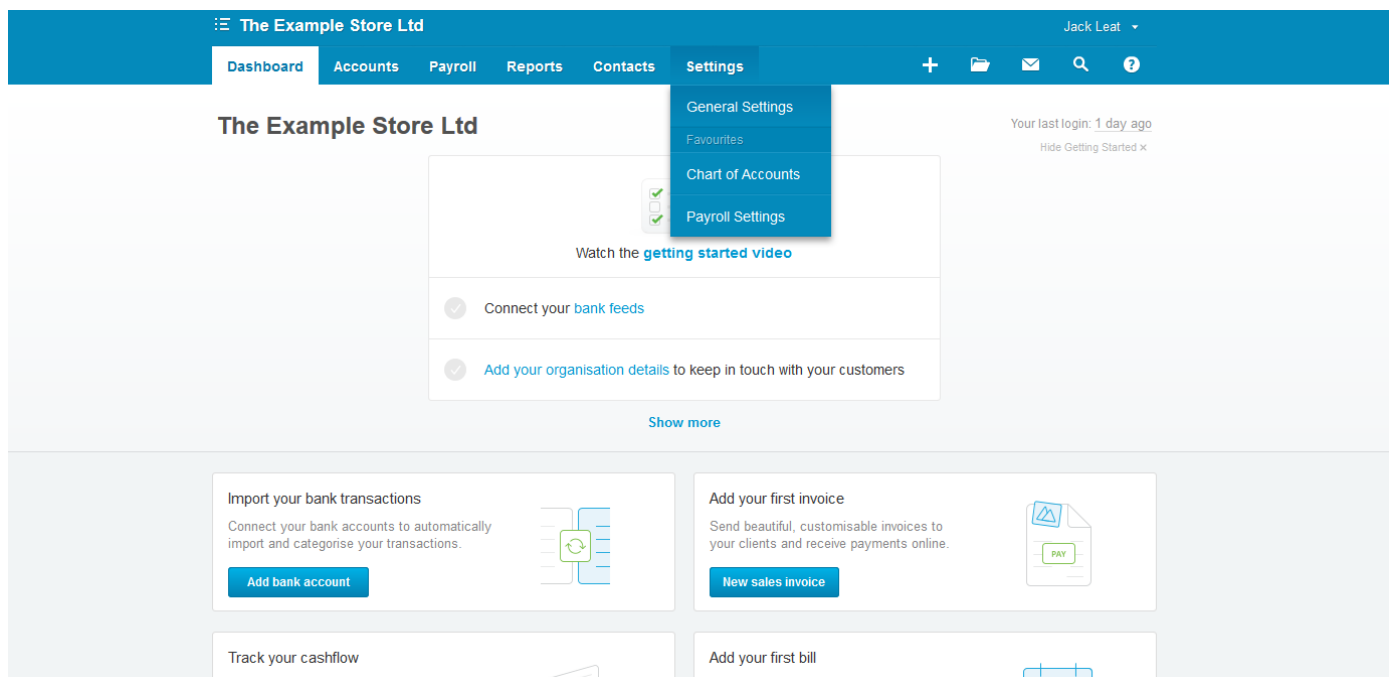 The Example Store Ltd
Jack Leat
Dashboard Accounts Payroll Reports Contacts Settings
General Settings
Favourites
Chart of Accounts
Payroll Settings
The Example Store Ltd
Your last login: 1 day ago
Hide Getting Started ×
Watch the getting started video
Connect your bank feeds
Add your organisation details to keep in touch with your customers
Show more
Import your bank transactions
Connect your bank accounts to automatically
import and categorise your transactions.
Add bank account
Add your first invoice
Send beautiful, customisable invoices to
your clients and receive payments online.
New sales invoice
PAY
Track your cashflow
Add your first bill